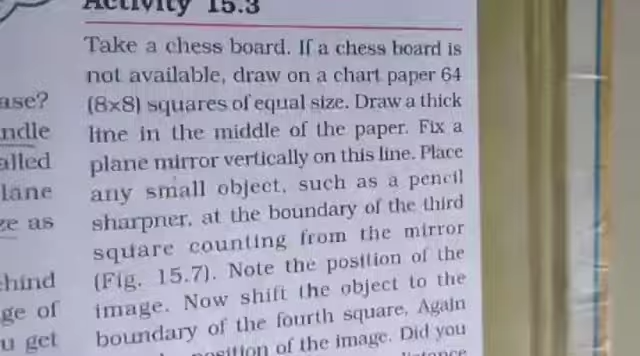 Activity 15.3
Take a chess board. If a chess board is
not available, draw on a chart paper 64
(8×8) squares of equal size. Draw a thick
line in the middle of the paper. Fix a
plane mirror vertically on this line. Place
any small object, such as a pencil
sharpner, at the boundary of the third
square counting from the mirror
(Fig. 15.7). Note the position of the
image. Now shift the object to the
boundary of the fourth square. Again
position of the image. Did you
distance
ase?
ndle
alled
lane
ze as
ehind
ge of
u get